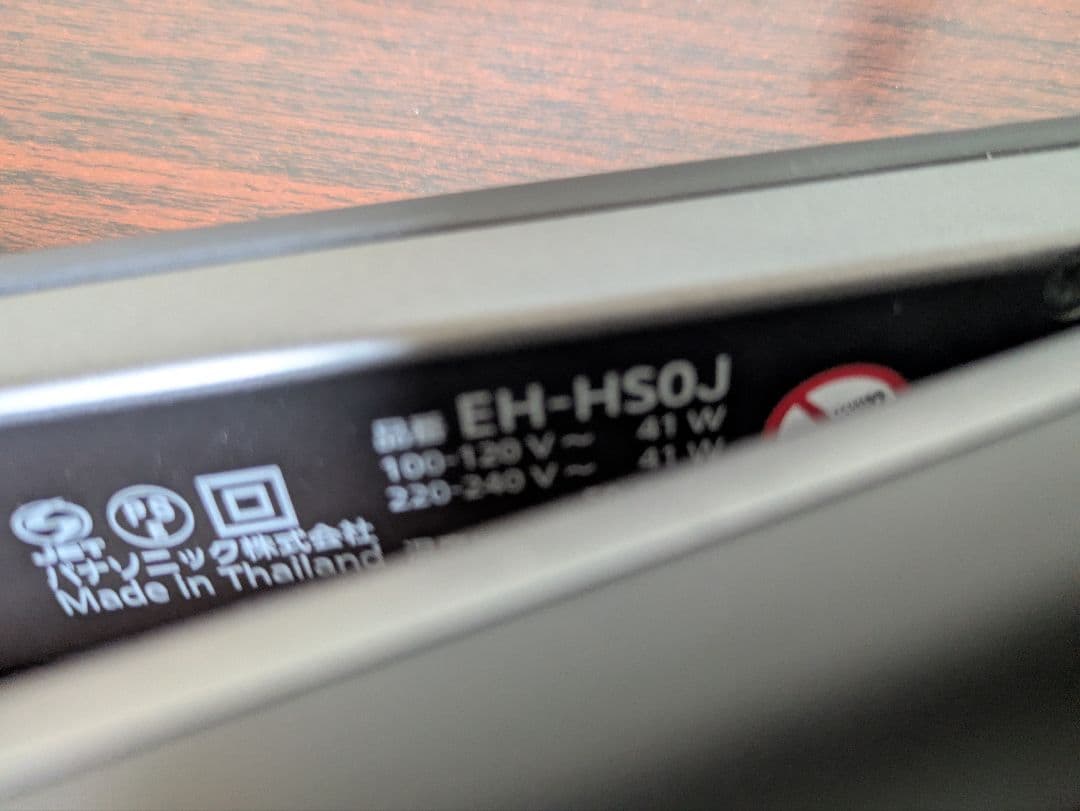 品番 EH-HS0J
100-120 V～ 41 W
220-240 V～ 41 W
JET
PS E
パナソニック株式会社
Made in Thailand